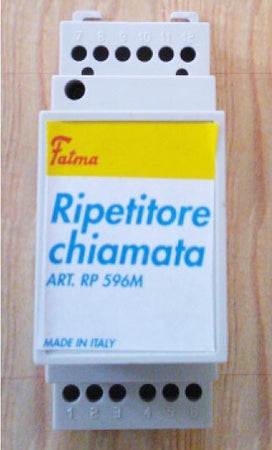 7 8 9 10 11 12
Fatma
Ripetitore
chiamata
ART. RP 596M
MADE IN ITALY
1 2 3 4 5 6